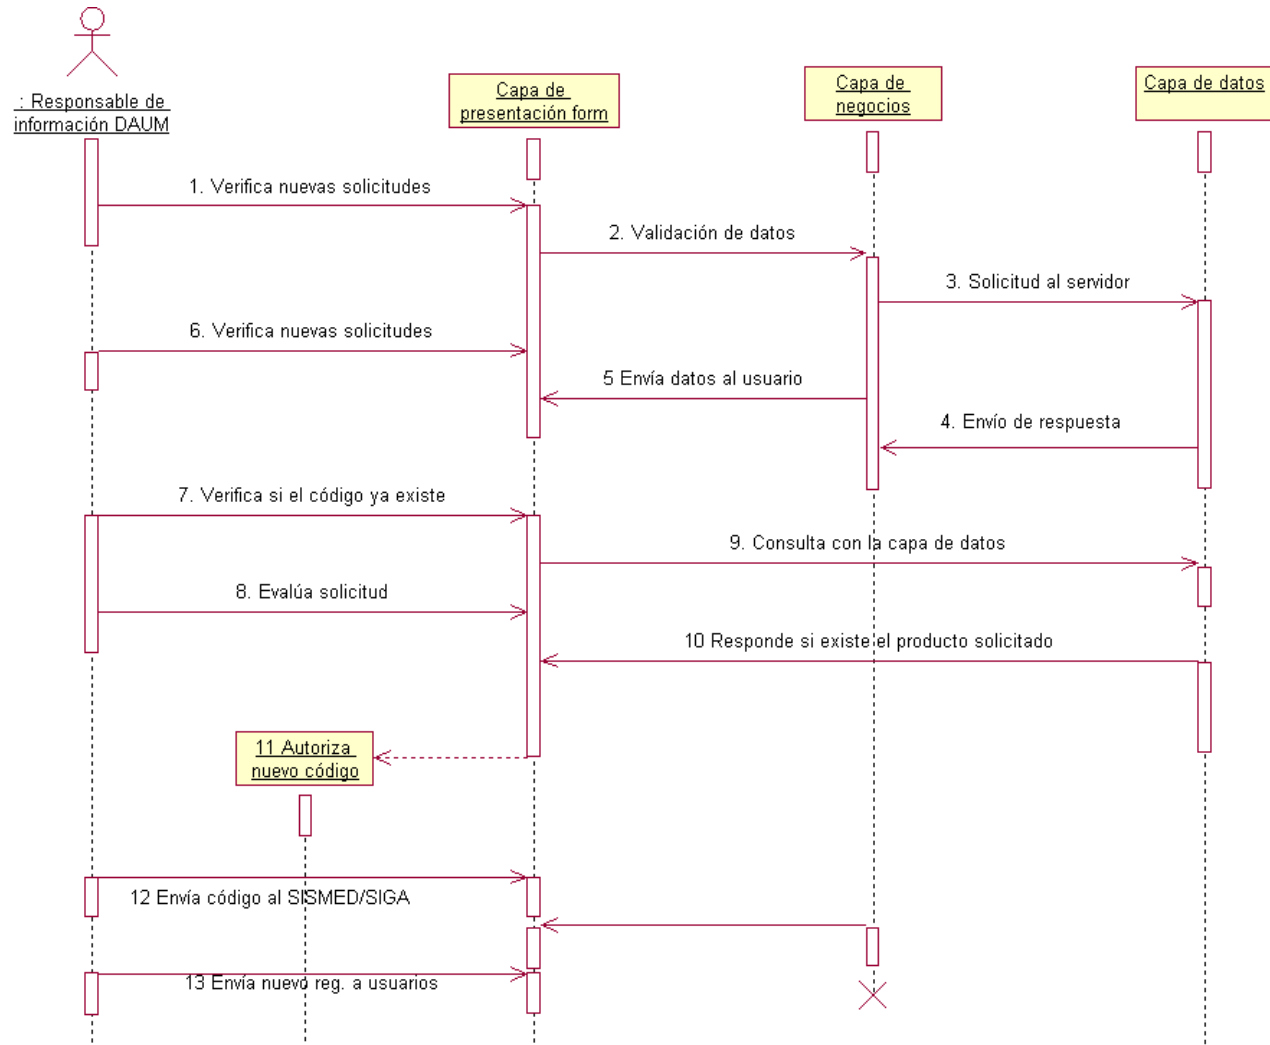 : Responsable de
información DAUM
Capa de
presentación form
Capa de
negocios
Capa de datos
1. Verifica nuevas solicitudes
2. Validación de datos
3. Solicitud al servidor
6. Verifica nuevas solicitudes
5 Envía datos al usuario
4. Envío de respuesta
7. Verifica si el código ya existe
9. Consulta con la capa de datos
8. Evalúa solicitud
10 Responde si existe el producto solicitado
11 Autoriza
nuevo código
12 Envía código al SISMED/SIGA
13 Envía nuevo reg. a usuarios